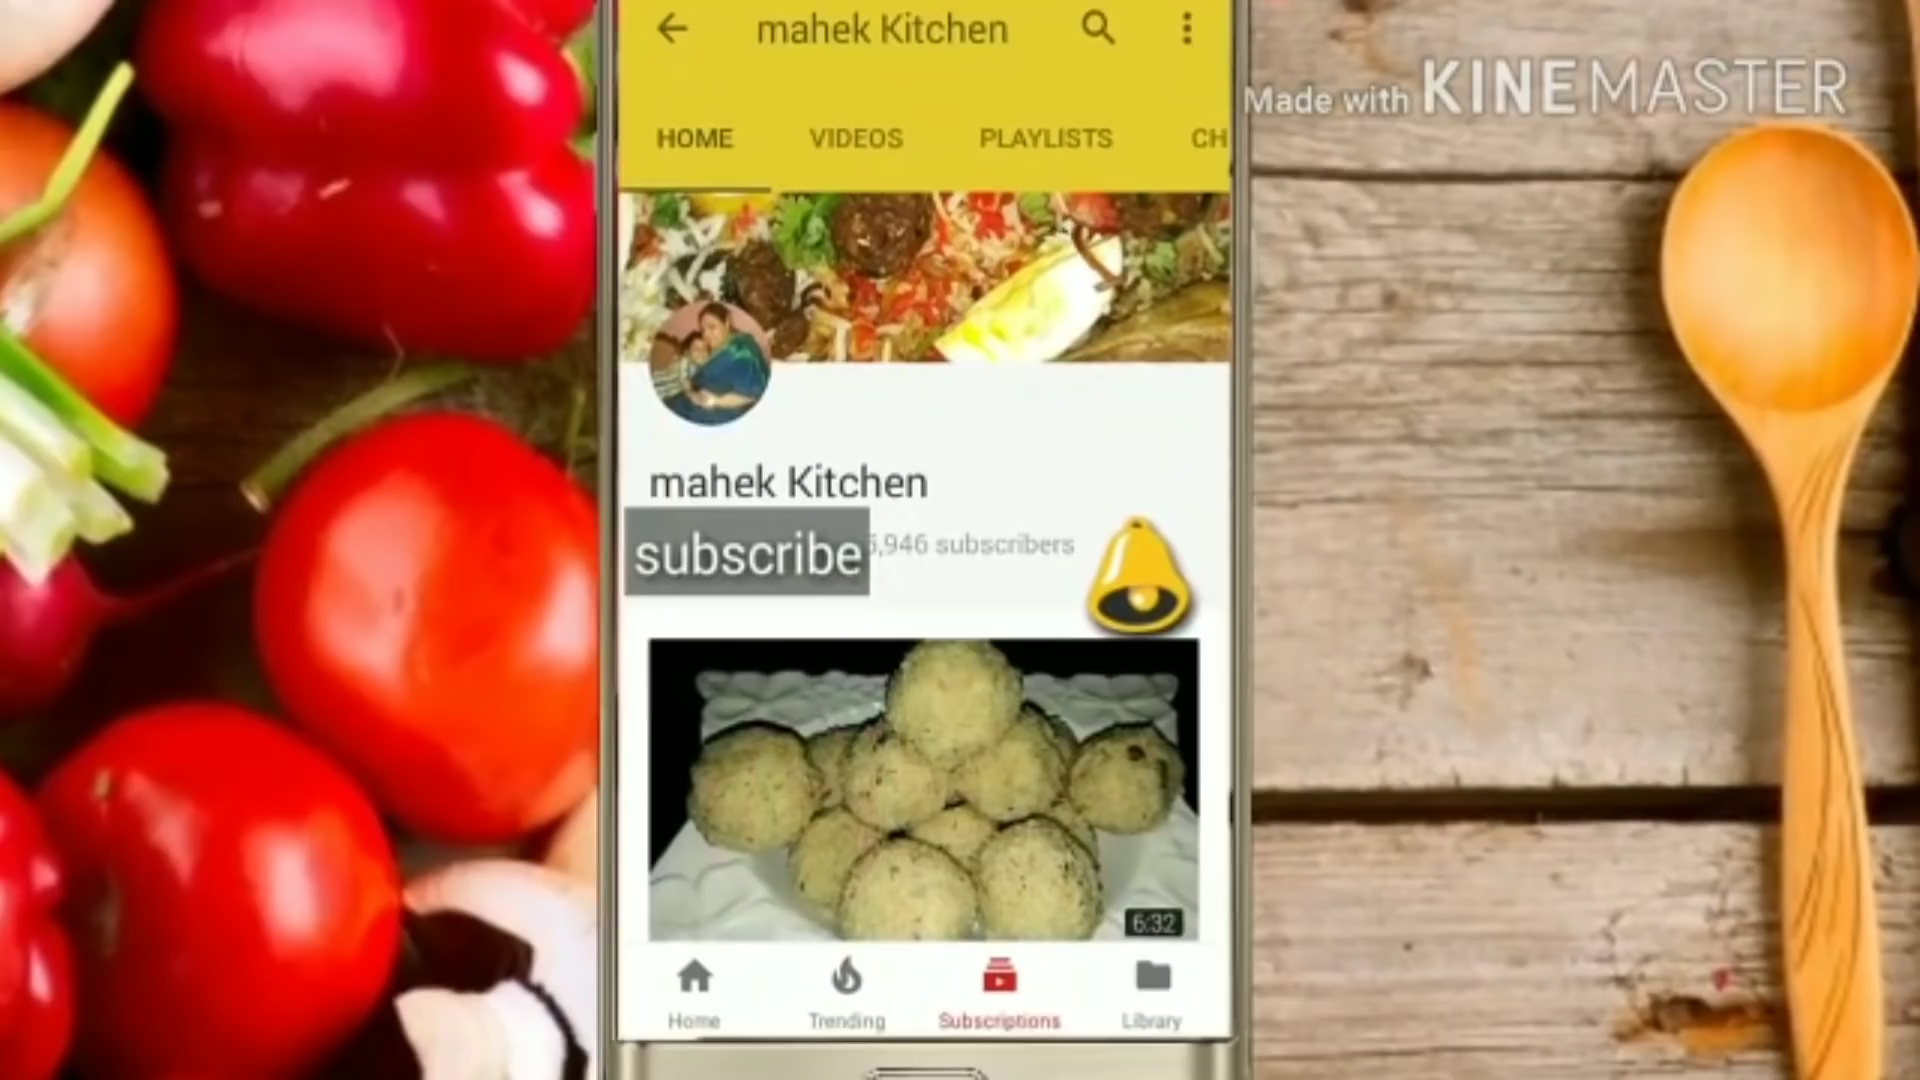 mahek Kitchen
Made with KINEMASTER
HOME VIDEOS PLAYLISTS CH
mahek Kitchen
subscribe 5,946 subscribers
6:32
Home Trending Subscriptions Library